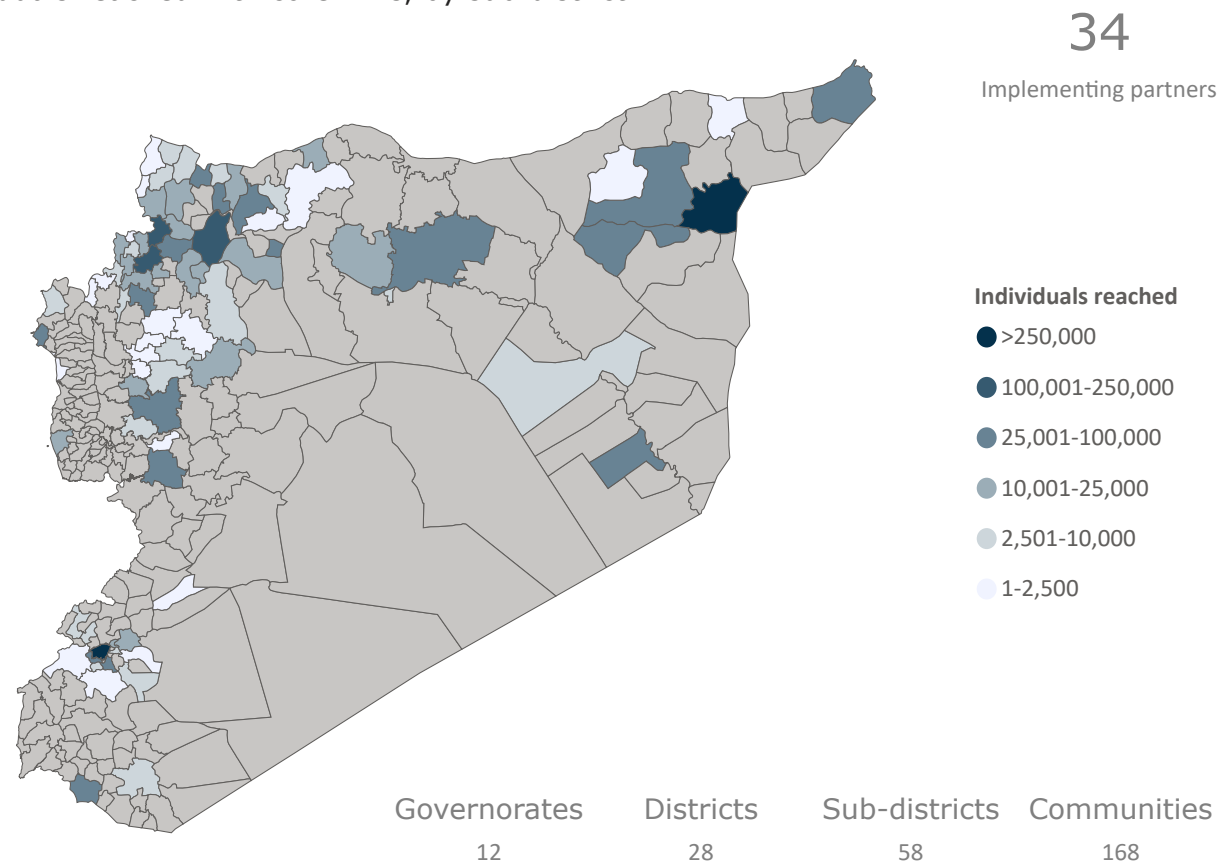 34
Implementing partners
Individuals reached
>250,000
100,001-250,000
25,001-100,000
10,001-25,000
2,501-10,000
1-2,500
Governorates Districts Sub-districts Communities
12 28 58 168